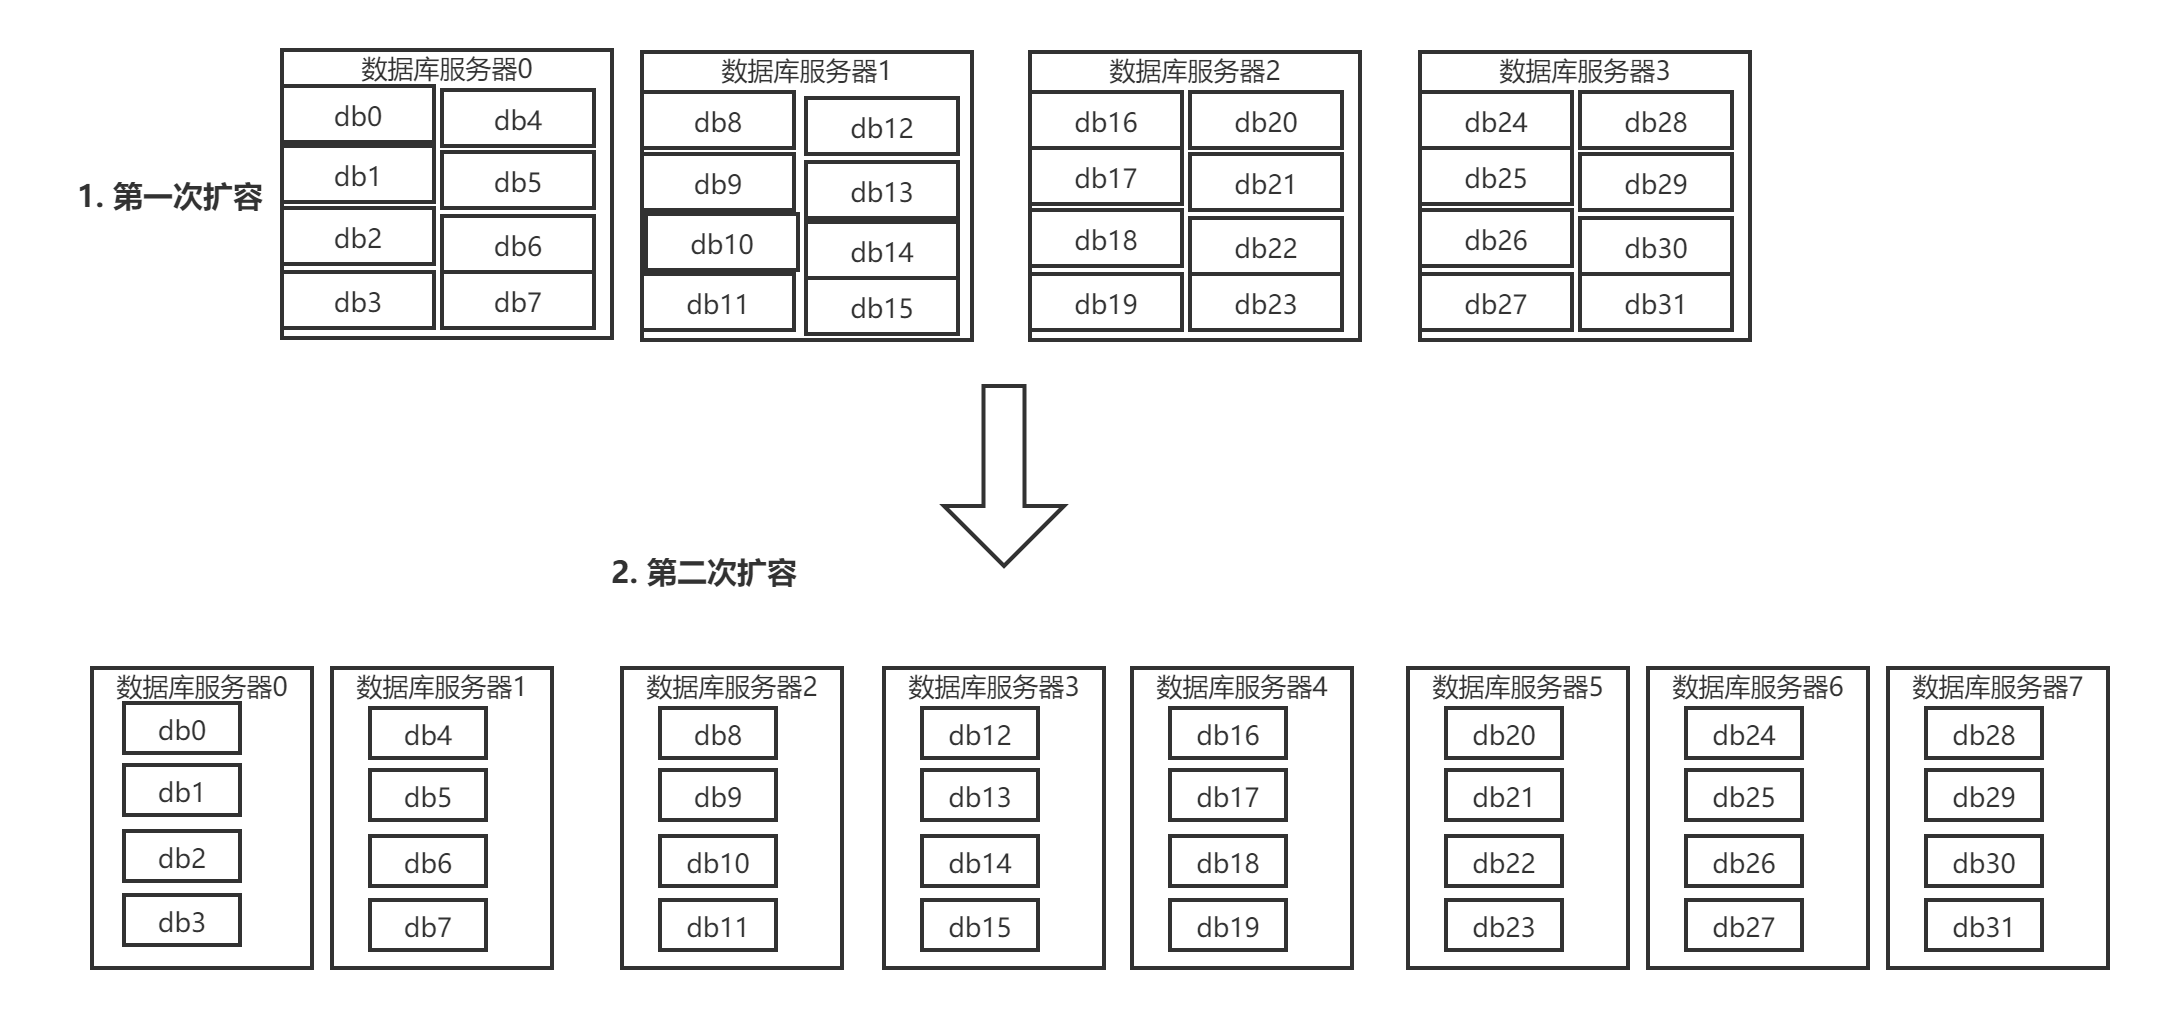 数据库服务器0
db0
db4
db1
db5
db2
db6
db3
db7
数据库服务器1
db8
db12
db9
db13
db10
db14
db11
db15
数据库服务器2
db16
db20
db17
db21
db18
db22
db19
db23
数据库服务器3
db24
db28
db25
db29
db26
db30
db27
db31
1. 第一次扩容
2. 第二次扩容
数据库服务器0
db0
db1
db2
db3
数据库服务器1
db4
db5
db6
db7
数据库服务器2
db8
db9
db10
db11
数据库服务器3
db12
db13
db14
db15
数据库服务器4
db16
db17
db18
db19
数据库服务器5
db20
db21
db22
db23
数据库服务器6
db24
db25
db26
db27
数据库服务器7
db28
db29
db30
db31